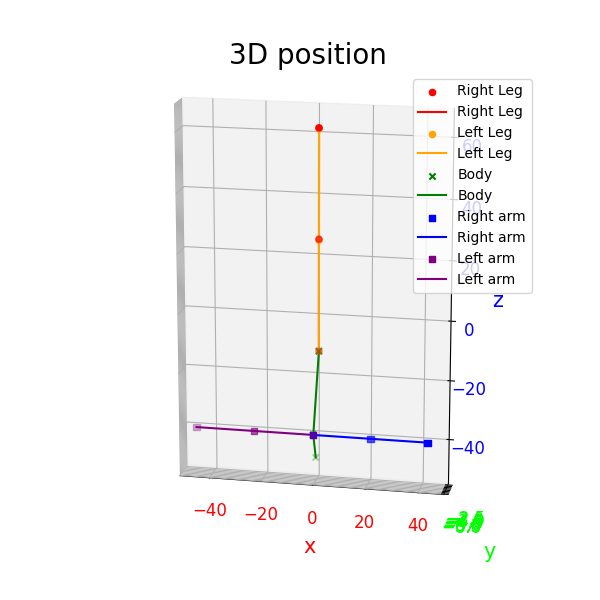 3D position
Right Leg
Right Leg
Left Leg
Left Leg
Body
Body
Right arm
Right arm
Left arm
Left arm
60
40
20
z
0
−20
−40
−40 −20 0 20 40
x
y